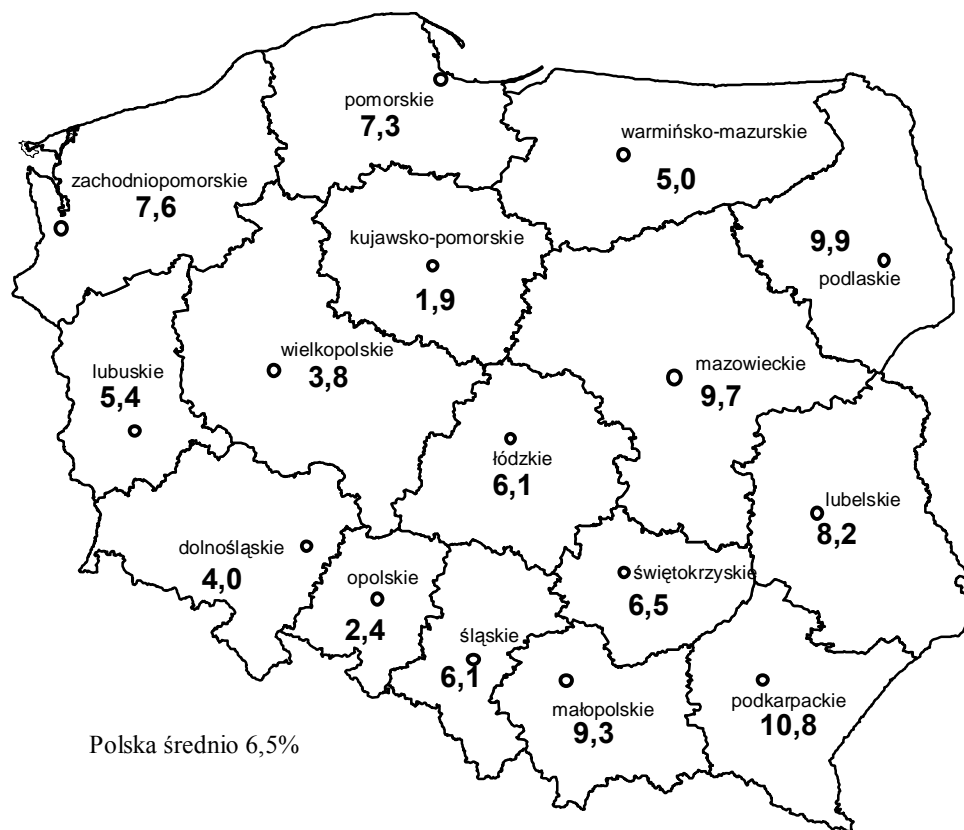 pomorskie
7,3
warmińsko-mazurskie
5,0
zachodniopomorskie
7,6
kujawsko-pomorskie
1,9
9,9
podlaskie
wielkopolskie
3,8
lubuskie
5,4
mazowieckie
9,7
łódzkie
6,1
lubelskie
8,2
dolnośląskie
4,0
opolskie
2,4
świętokrzyskie
6,5
śląskie
6,1
małopolskie
9,3
podkarpackie
10,8
Polska średnio 6,5%